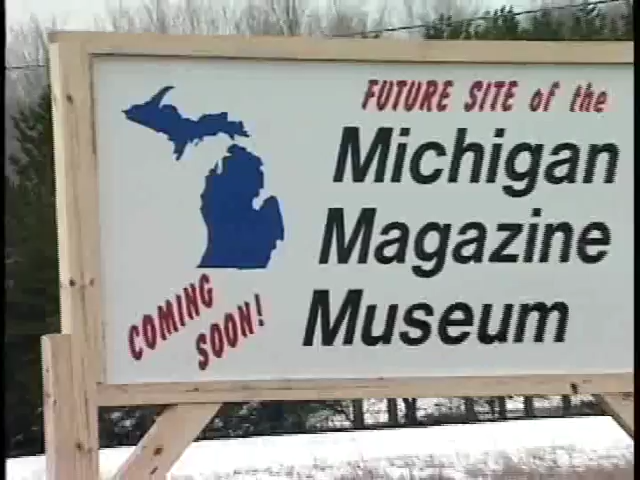 FUTURE SITE of the
Michigan
Magazine
Museum
COMING
SOON!